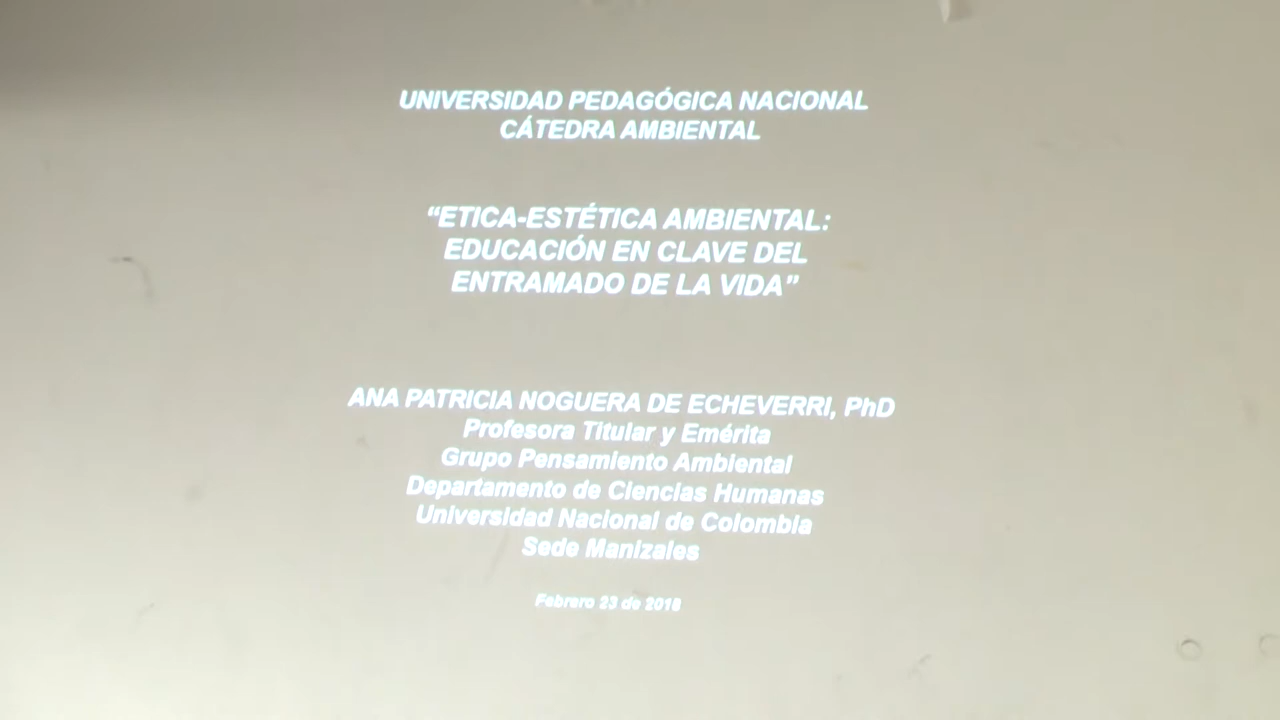 UNIVERSIDAD PEDAGÓGICA NACIONAL
CÁTEDRA AMBIENTAL
“ETICA-ESTÉTICA AMBIENTAL:
EDUCACIÓN EN CLAVE DEL
ENTRAMADO DE LA VIDA”
ANA PATRICIA NOGUERA DE ECHEVERRI, PhD
Profesora Titular y Emérita
Grupo Pensamiento Ambiental
Departamento de Ciencias Humanas
Universidad Nacional de Colombia
Sede Manizales
Febrero 23 de 2018